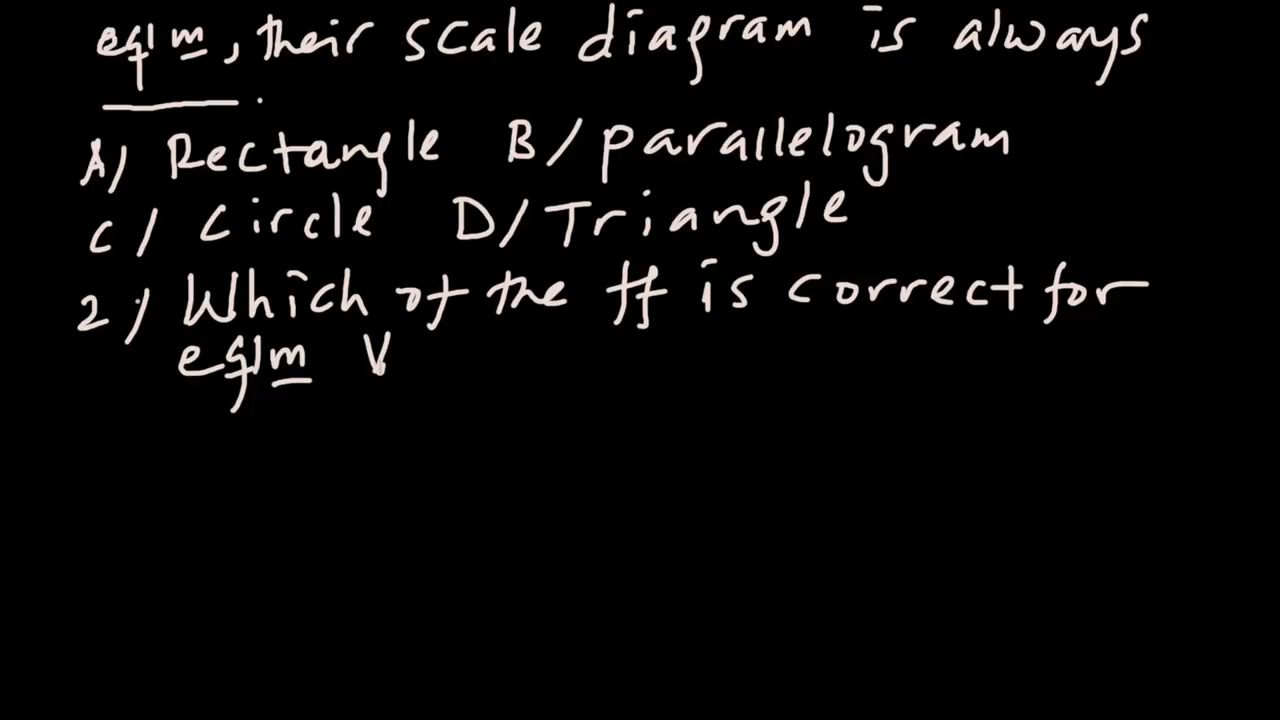 eqlm, their scale diagram is always
______.
A/ Rectangle B/ parallelogram
C/ Circle D/ Triangle
2/ Which of the ff is correct for
eqlm V